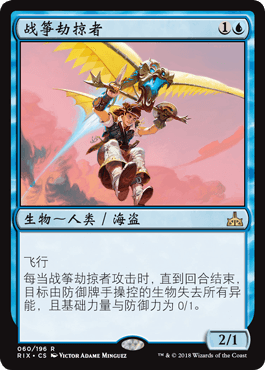 战筝劫掠者 1
生物～人类／海盗
飞行
每当战筝劫掠者攻击时，直到回合结束，
目标由防御牌手操控的生物失去所有异
能，且基础力量与防御力为 0/1。
2/1
060/196 R
RIX • CS VICTOR ADAME MINGUEZ
™ & © 2018 Wizards of the Coast